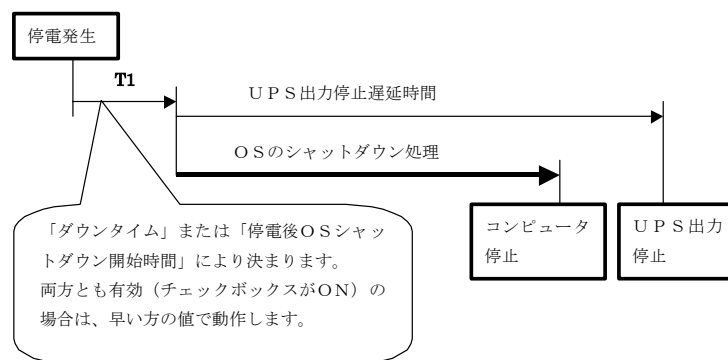 停電発生
T1
ＵＰＳ出力停止遅延時間
ＯＳのシャットダウン処理
「ダウンタイム」または「停電後ＯＳシャッ
トダウン開始時間」により決まります。
両方とも有効（チェックボックスがＯＮ）の
場合は、早い方の値で動作します。
コンピュータ
停止
ＵＰＳ出力
停止